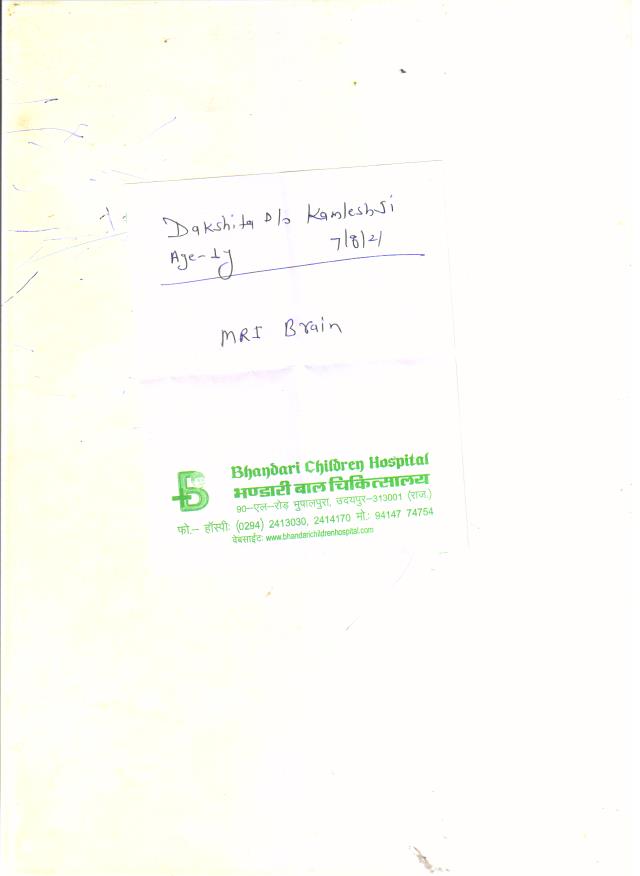 Dakshita D/o Kamleshji
Age-1y 7/8/21
MRI Brain
Bhandari Children Hospital
भण्डारी बाल चिकित्सालय
90-एल-रोड़ भुपालपुरा, उदयपुर-313001 (राज.)
फो.- हॉस्पी: (0294) 2413030, 2414170 मो.: 94147 74754
वेबसाईट: www.bhandarichildrenhospital.com